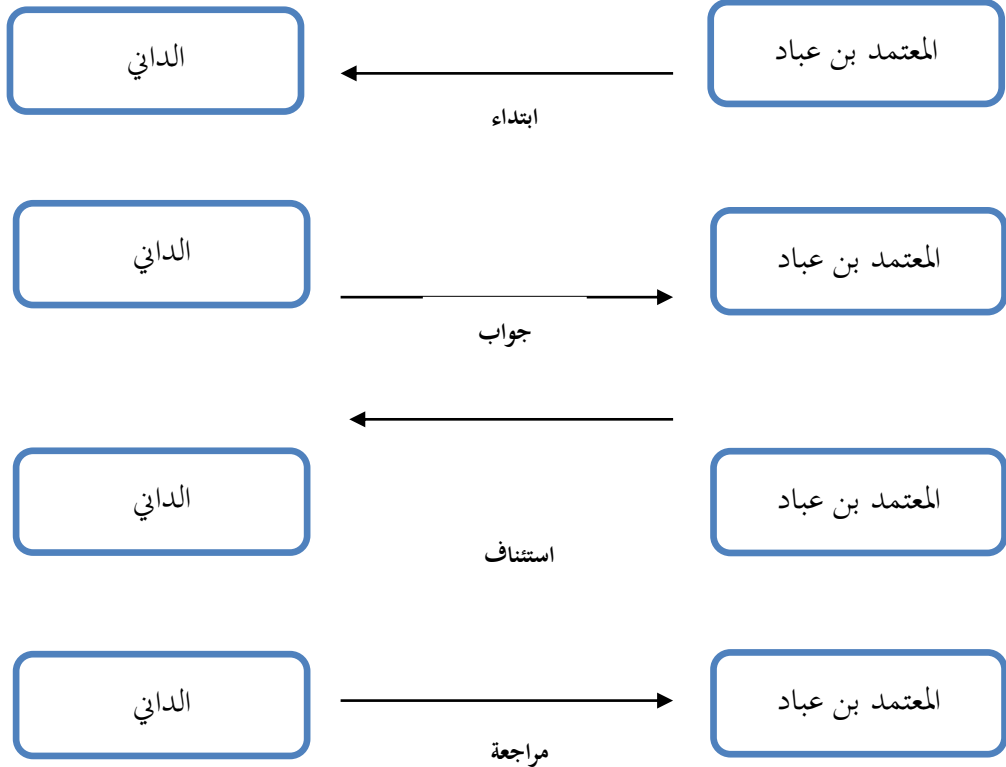 المعتمد بن عباد
الداني
ابتداء
المعتمد بن عباد
الداني
جواب
المعتمد بن عباد
الداني
استئناف
المعتمد بن عباد
الداني
مراجعة